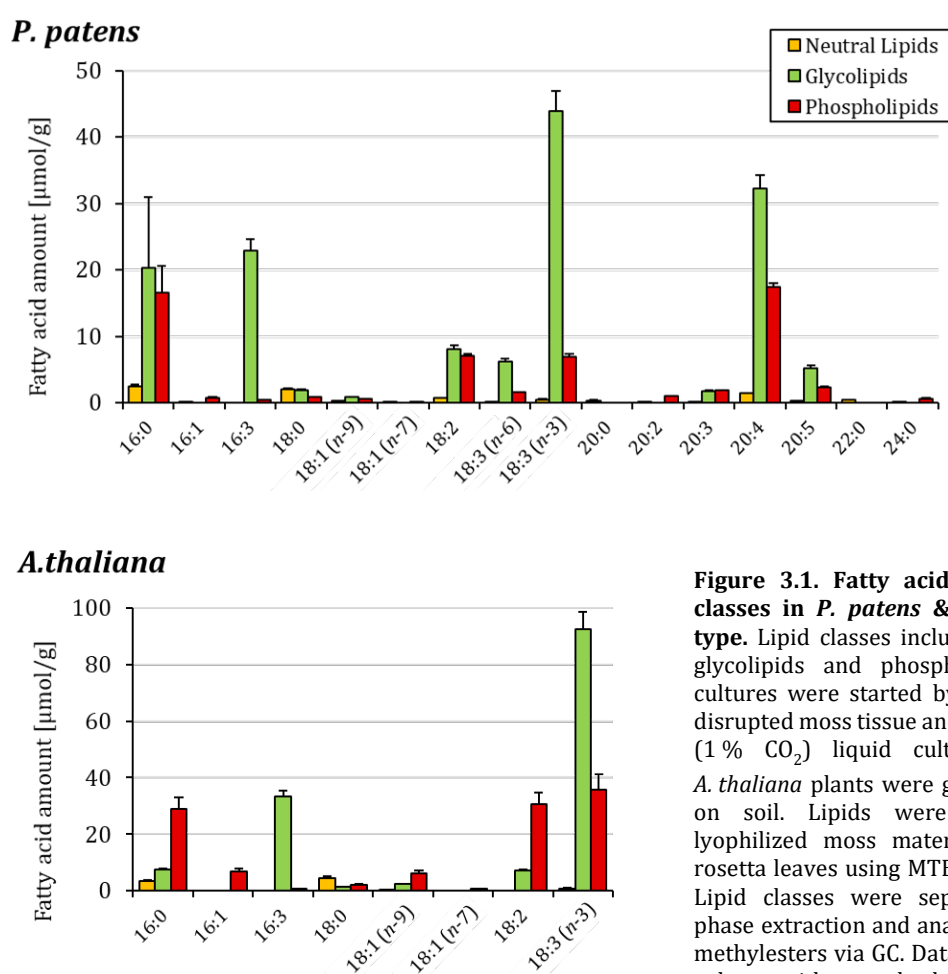 P. patens
Neutral Lipids
Glycolipids
Phospholipids
Fatty acid amount [µmol/g]
50
40
30
20
10
0
16:0 16:1 16:3 18:0 18:1 (n-9) 18:1 (n-7) 18:2 18:3 (n-6) 18:3 (n-3) 20:0 20:2 20:3 20:4 20:5 22:0 24:0
A.thaliana
Fatty acid amount [µmol/g]
100
80
60
40
20
0
16:0 16:1 16:3 18:0 18:1 (n-9) 18:1 (n-7) 18:2 18:3 (n-3)
Figure 3.1. Fatty acid
classes in P. patens &
type. Lipid classes inclu
glycolipids and phosph
cultures were started by
disrupted moss tissue an
(1 % CO₂) liquid cult
A. thaliana plants were g
on soil. Lipids were
lyophilized moss mater
rosetta leaves using MTB
Lipid classes were sep
phase extraction and ana
methylesters via GC. Dat